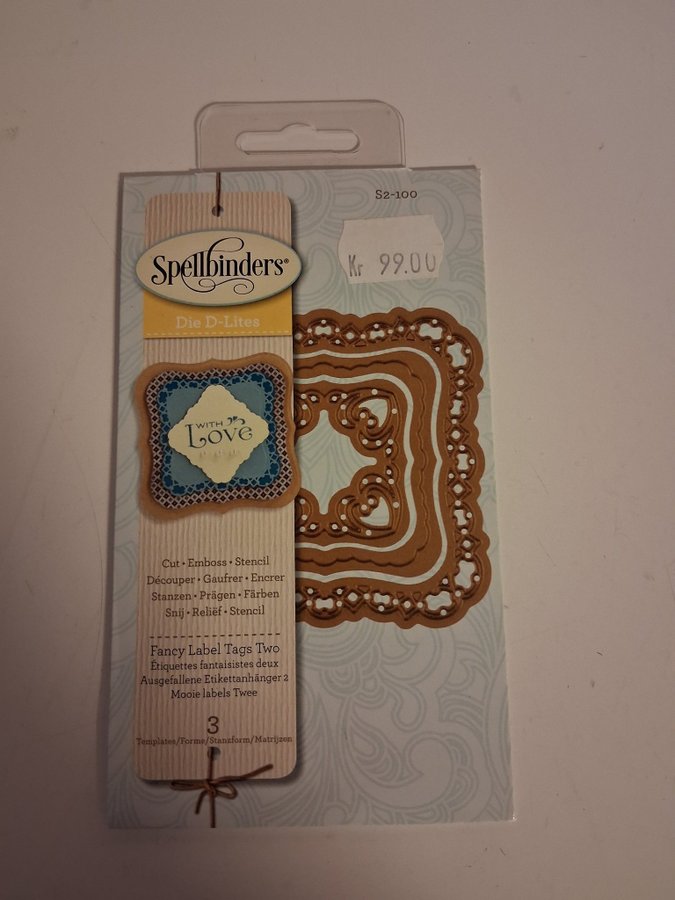 S2-100
Kr 99.00
Spellbinders®
Die D-Lites
WITH
Love
Cut • Emboss • Stencil
Découper • Gaufrer • Encrer
Stanzen • Prägen • Färben
Snij • Reliëf • Stencil
Fancy Label Tags Two
Étiquettes fantaisistes deux
Ausgefallene Etikettanhänger 2
Mooie labels Twee
3
Templates/Forme/Stanzform/Matrijzen